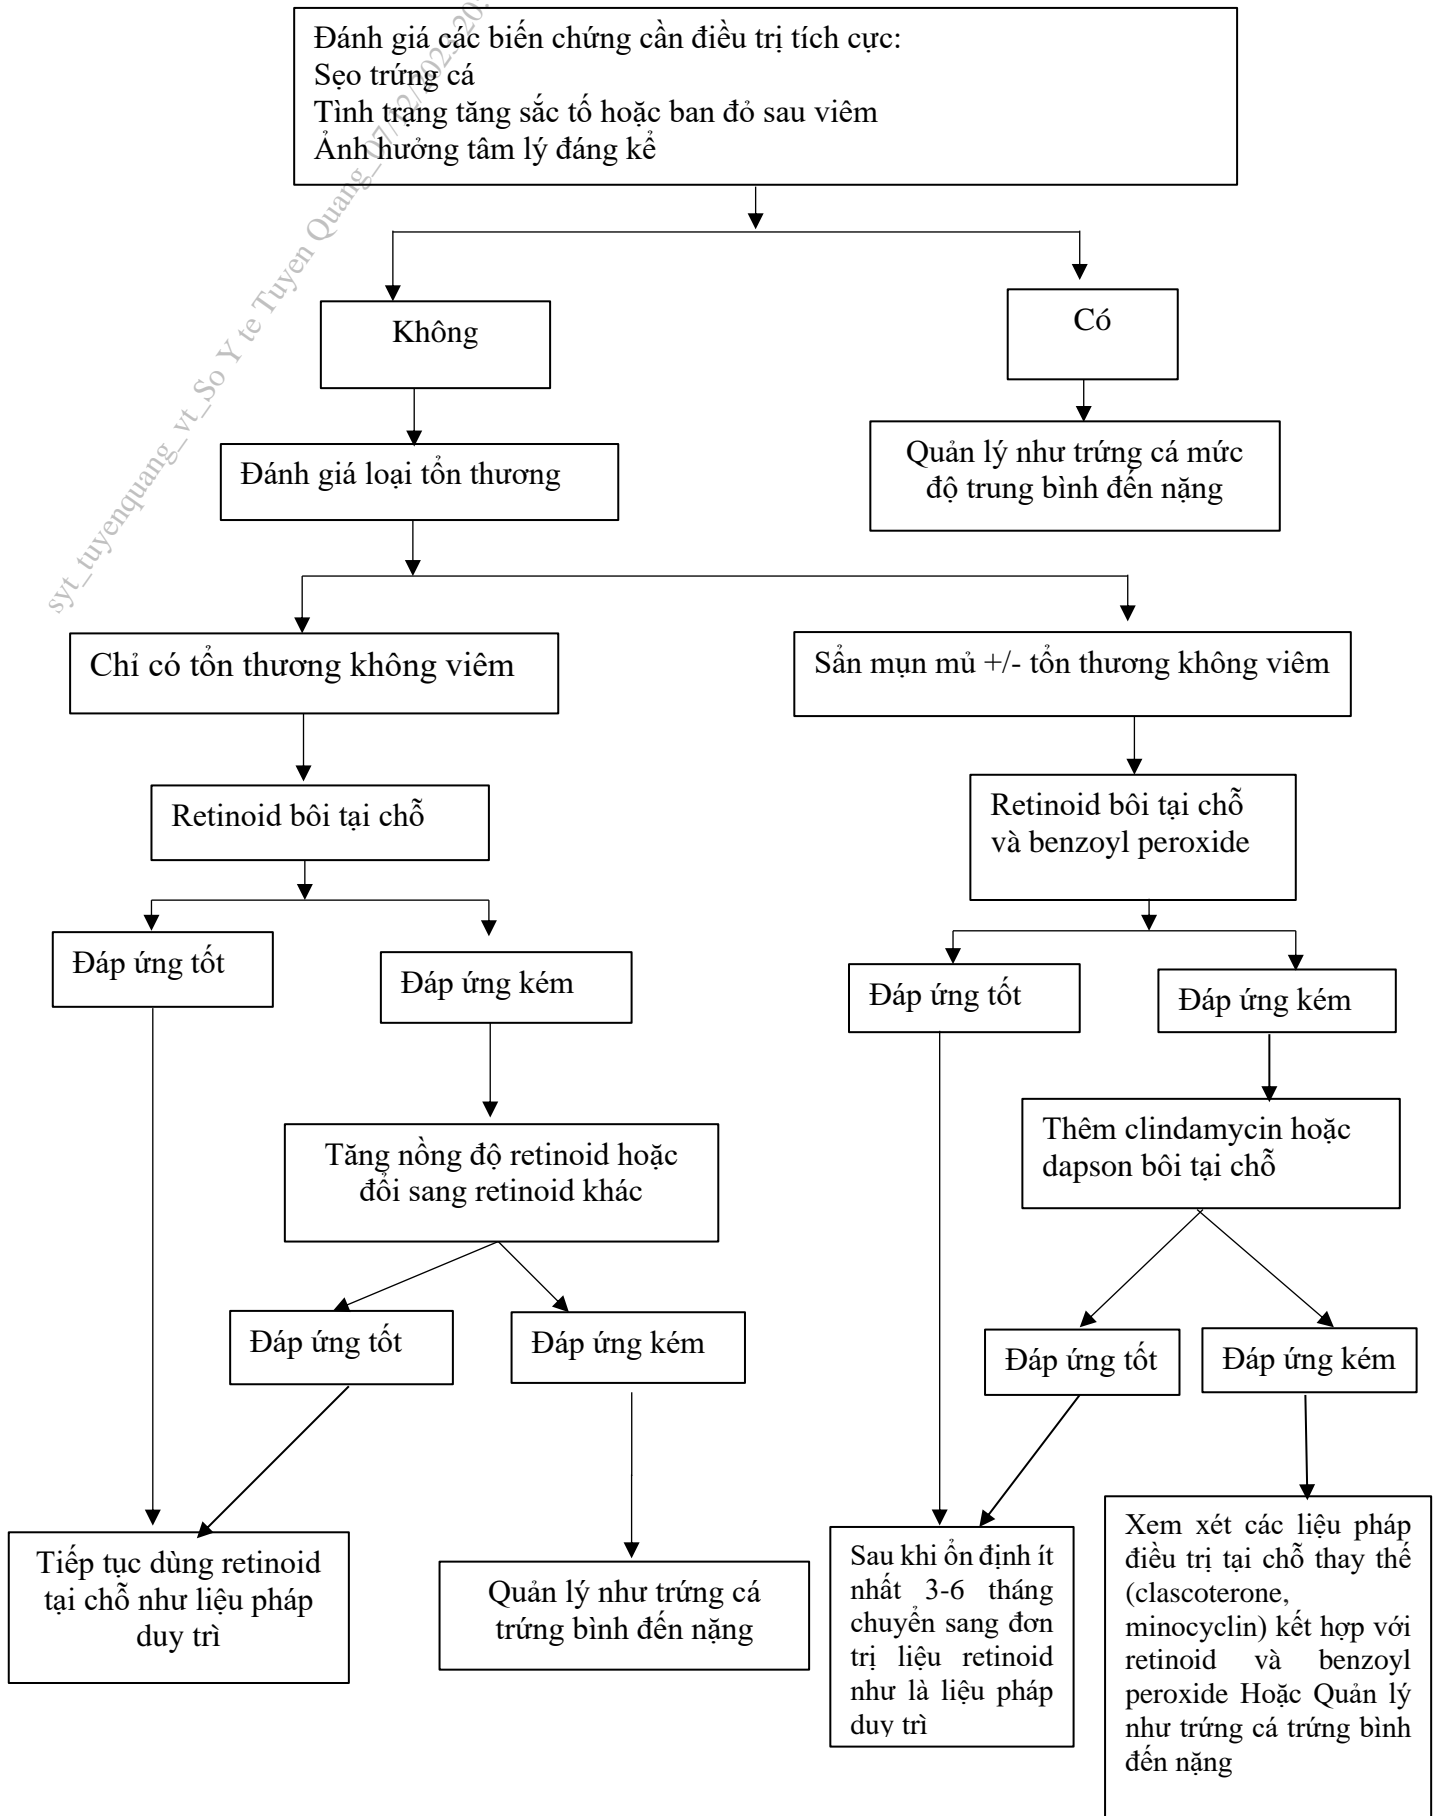 Đánh giá các biến chứng cần điều trị tích cực:
Sẹo trứng cá
Tình trạng tăng sắc tố hoặc ban đỏ sau viêm
Ảnh hưởng tâm lý đáng kể
Không
Có
Đánh giá loại tổn thương
Quản lý như trứng cá mức
độ trung bình đến nặng
Chỉ có tổn thương không viêm
Sẩn mụn mủ +/- tổn thương không viêm
Retinoid bôi tại chỗ
Retinoid bôi tại chỗ
và benzoyl peroxide
Đáp ứng tốt
Đáp ứng kém
Đáp ứng tốt
Đáp ứng kém
Tăng nồng độ retinoid hoặc
đổi sang retinoid khác
Thêm clindamycin hoặc
dapson bôi tại chỗ
Đáp ứng tốt
Đáp ứng kém
Đáp ứng tốt
Đáp ứng kém
Tiếp tục dùng retinoid
tại chỗ như liệu pháp
duy trì
Quản lý như trứng cá
trứng bình đến nặng
Sau khi ổn định ít
nhất 3-6 tháng
chuyển sang đơn
trị liệu retinoid
như là liệu pháp
duy trì
Xem xét các liệu pháp
điều trị tại chỗ thay thế
(clascoterone,
minocyclin) kết hợp với
retinoid và benzoyl
peroxide Hoặc Quản lý
như trứng cá trứng bình
đến nặng
syt_tuyenquang_vt_So Y te Tuyen